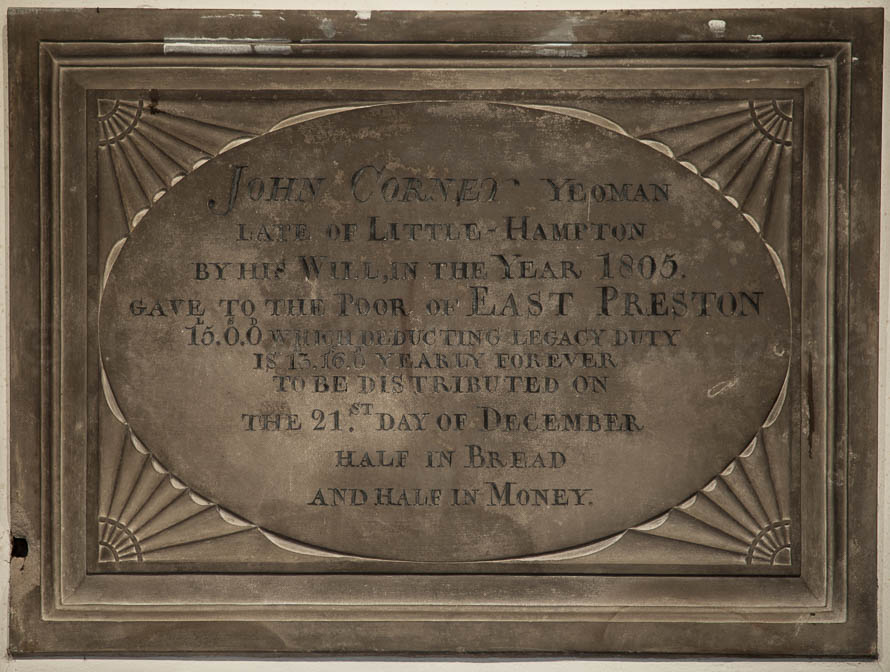 JOHN CORNEY YEOMAN
LATE OF LITTLE-HAMPTON
BY HIS WILL, IN THE YEAR 1805.
GAVE TO THE POOR OF EAST PRESTON
L S D
15.0.0 WHICH DEDUCTING LEGACY DUTY
IS 13.16.0 YEARLY FOREVER
TO BE DISTRIBUTED ON
THE 21.ST DAY OF DECEMBER
HALF IN BREAD
AND HALF IN MONEY.